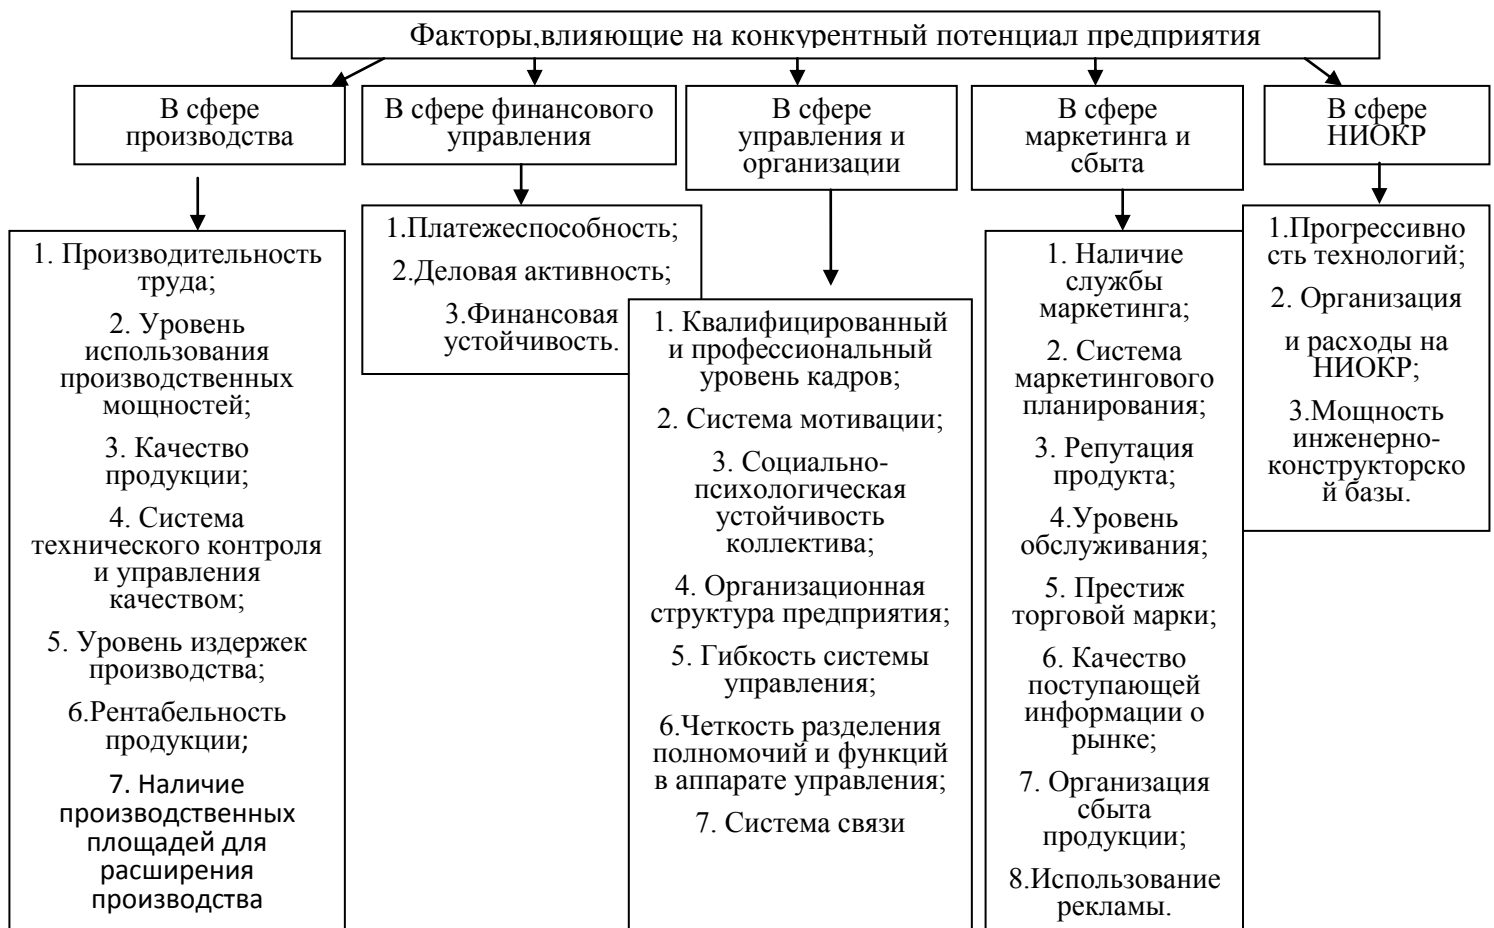 Факторы,влияющие на конкурентный потенциал предприятия
В сфере
производства
В сфере финансового
управления
В сфере
управления и
организации
В сфере
маркетинга и
сбыта
В сфере
НИОКР
1. Производительность
труда;
2. Уровень
использования
производственных
мощностей;
3. Качество
продукции;
4. Система
технического контроля
и управления
качеством;
5. Уровень издержек
производства;
6.Рентабельность
продукции;
7. Наличие
производственных
площадей для
расширения
производства
1.Платежеспособность;
2.Деловая активность;
3.Финансовая
устойчивость.
1. Квалифицированный
и профессиональный
уровень кадров;
2. Система мотивации;
3. Социально-
психологическая
устойчивость
коллектива;
4. Организационная
структура предприятия;
5. Гибкость системы
управления;
6.Четкость разделения
полномочий и функций
в аппарате управления;
7. Система связи
1. Наличие
службы
маркетинга;
2. Система
маркетингового
планирования;
3. Репутация
продукта;
4.Уровень
обслуживания;
5. Престиж
торговой марки;
6. Качество
поступающей
информации о
рынке;
7. Организация
сбыта
продукции;
8.Использование
рекламы.
1.Прогрессивно
сть технологий;
2. Организация
и расходы на
НИОКР;
3.Мощность
инженерно-
конструкторско
й базы.